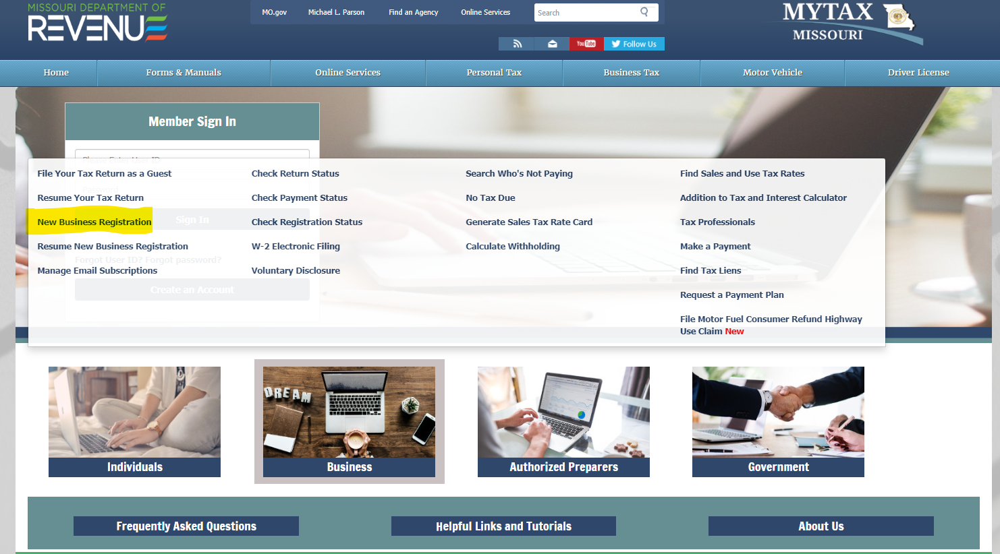 MISSOURI DEPARTMENT OF
REVENUE
MO.gov Michael L. Parson Find an Agency Online Services Search
MYTAX
MISSOURI
You Tube Follow Us
Home Forms & Manuals Online Services Personal Tax Business Tax Motor Vehicle Driver License
Member Sign In
Please Enter User ID
File Your Tax Return as a Guest Check Return Status Search Who's Not Paying Find Sales and Use Tax Rates
Resume Your Tax Return Check Payment Status No Tax Due Addition to Tax and Interest Calculator
New Business Registration Sign In Check Registration Status Generate Sales Tax Rate Card Tax Professionals
Resume New Business Registration W-2 Electronic Filing Calculate Withholding Make a Payment
Forgot User ID? Forgot password?
Manage Email Subscriptions Voluntary Disclosure Find Tax Liens
Create an Account
Request a Payment Plan
File Motor Fuel Consumer Refund Highway
Use Claim New
DREAM
Individuals Business Authorized Preparers Government
Frequently Asked Questions Helpful Links and Tutorials About Us